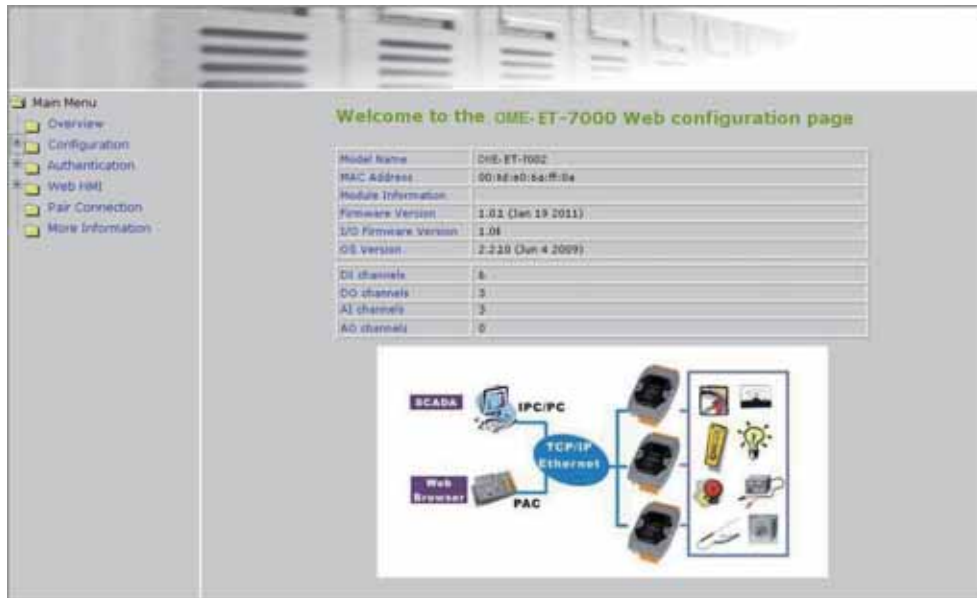 Main Menu
Overview
Configuration
Authentication
Web HMI
Pair Connection
More Information
Welcome to the OME-ET-7000 Web configuration page
Model Name OME-ET-7002
MAC Address
Module Information
Firmware Version (Jan 19 2011)
I/O Firmware Version
OS Version (Jun 4 2009)
DI channels 6
DO channels 3
AI channels 3
AO channels 0
SCADA
IPC/PC
TCP/IP
Ethernet
Web
Browser
PAC